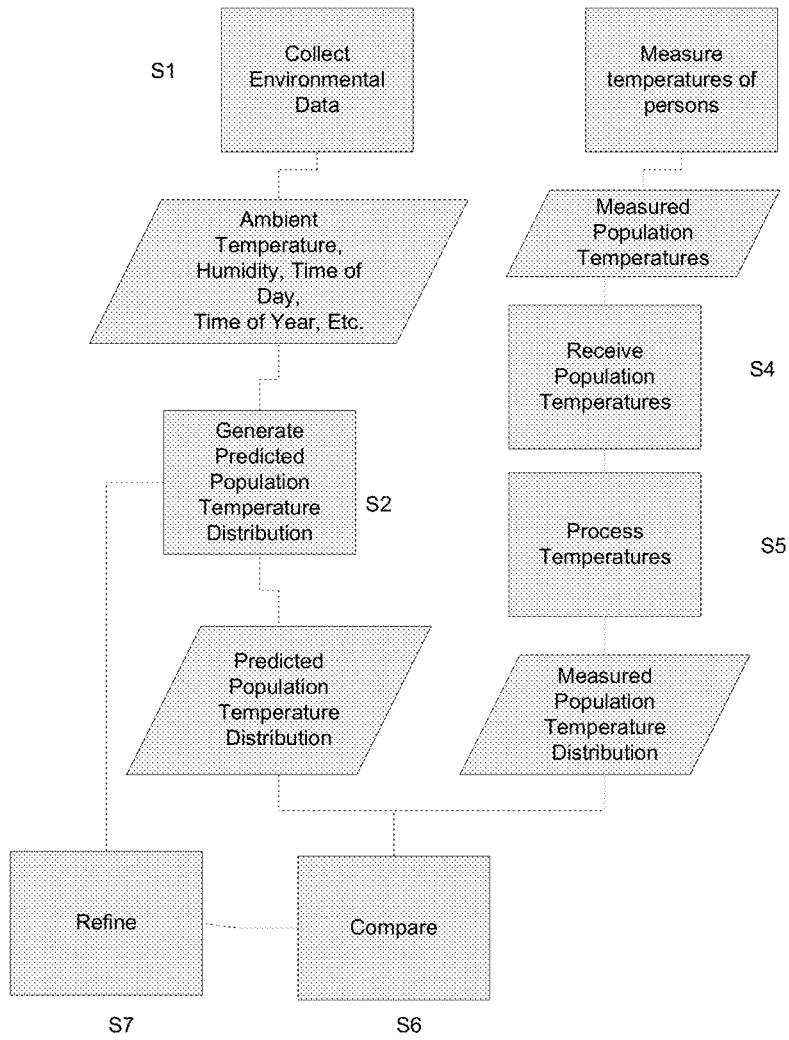 S1
Collect
Environmental
Data
Measure
temperatures of
persons
Ambient
Temperature,
Humidity, Time of
Day,
Time of Year, Etc.
Measured
Population
Temperatures
Receive
Population
Temperatures
S4
Generate
Predicted
Population
Temperature
Distribution
S2
Process
Temperatures
S5
Predicted
Population
Temperature
Distribution
Measured
Population
Temperature
Distribution
Refine
Compare
S7
S6